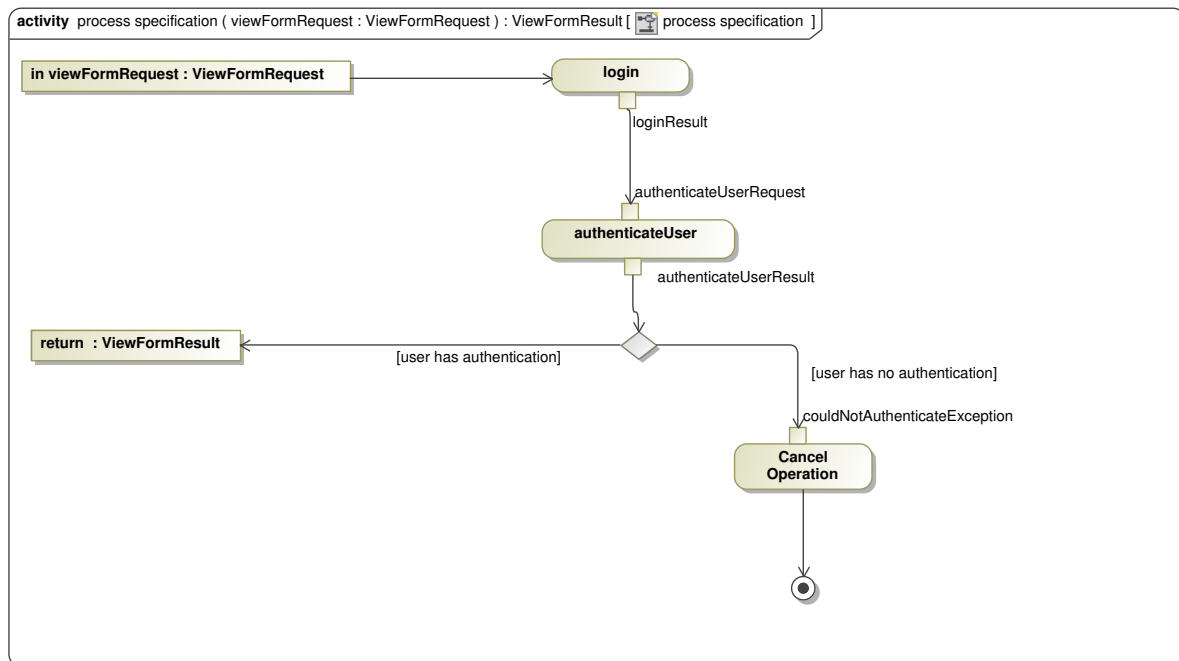 activity process specification ( viewFormRequest : ViewFormRequest ) : ViewFormResult [ process specification ]
in viewFormRequest : ViewFormRequest
login
loginResult
authenticateUserRequest
authenticateUser
authenticateUserResult
return : ViewFormResult
[user has authentication]
[user has no authentication]
couldNotAuthenticateException
Cancel
Operation